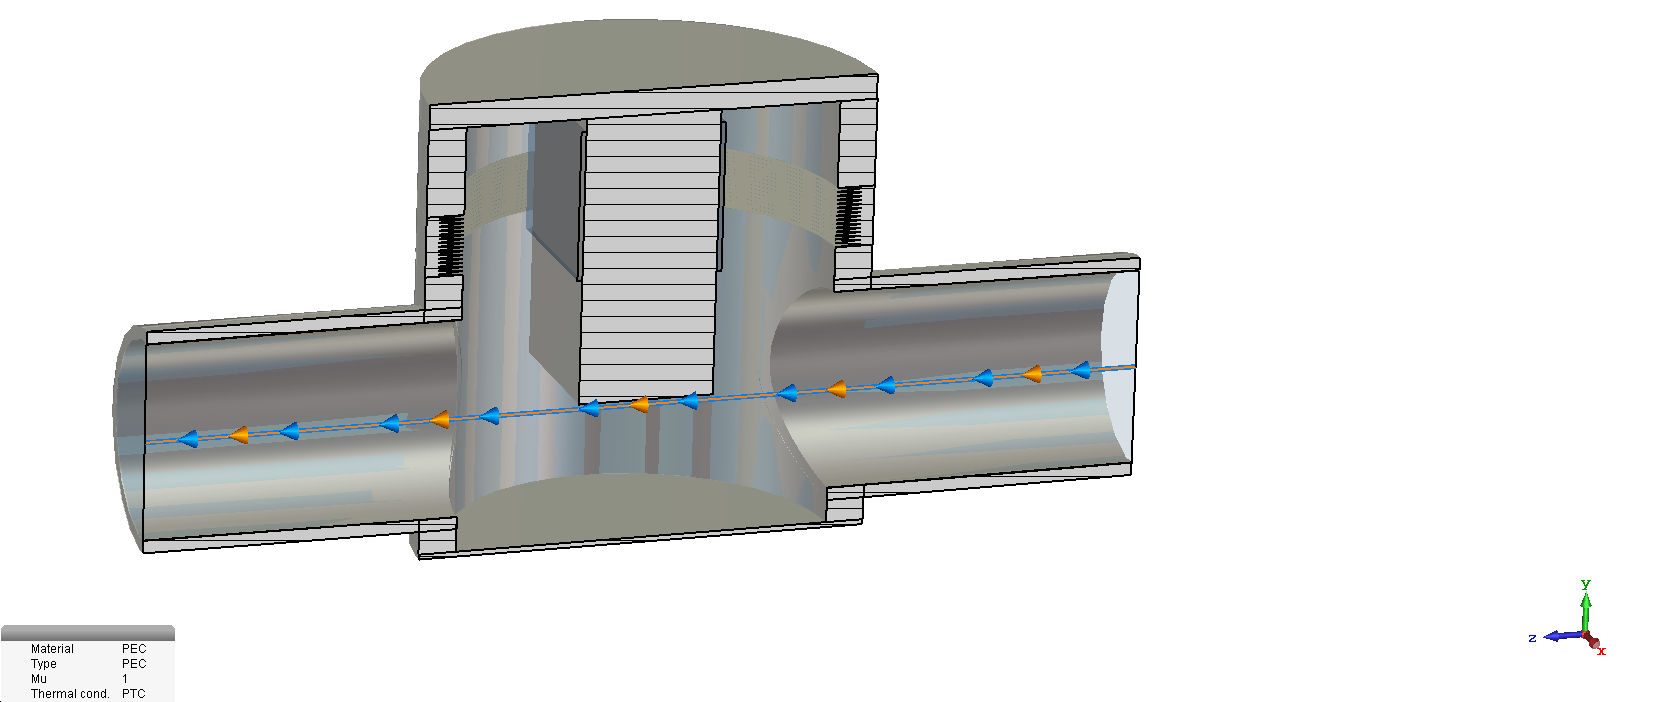 y
z
x
Material PEC
Type PEC
Mu 1
Thermal cond. PTC